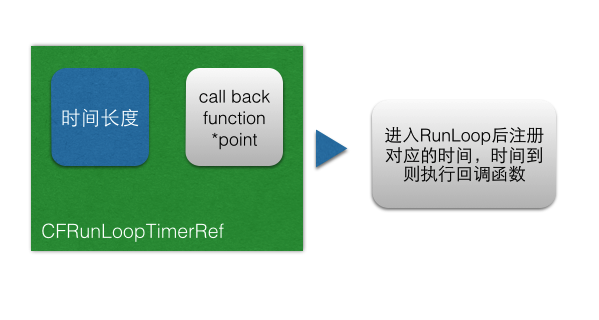 时间长度
call back
function
*point
CFRunLoopTimerRef
进入RunLoop后注册
对应的时间，时间到
则执行回调函数